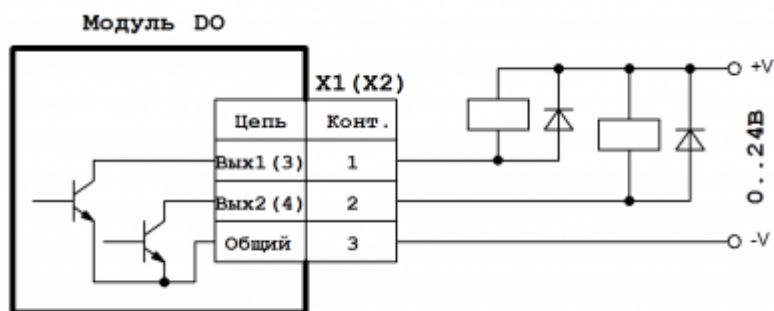 Модуль DO
X1(X2)
Цепь Конт.
Вых1(3) 1
Вых2(4) 2
Общий 3
+V
0..24В
-V